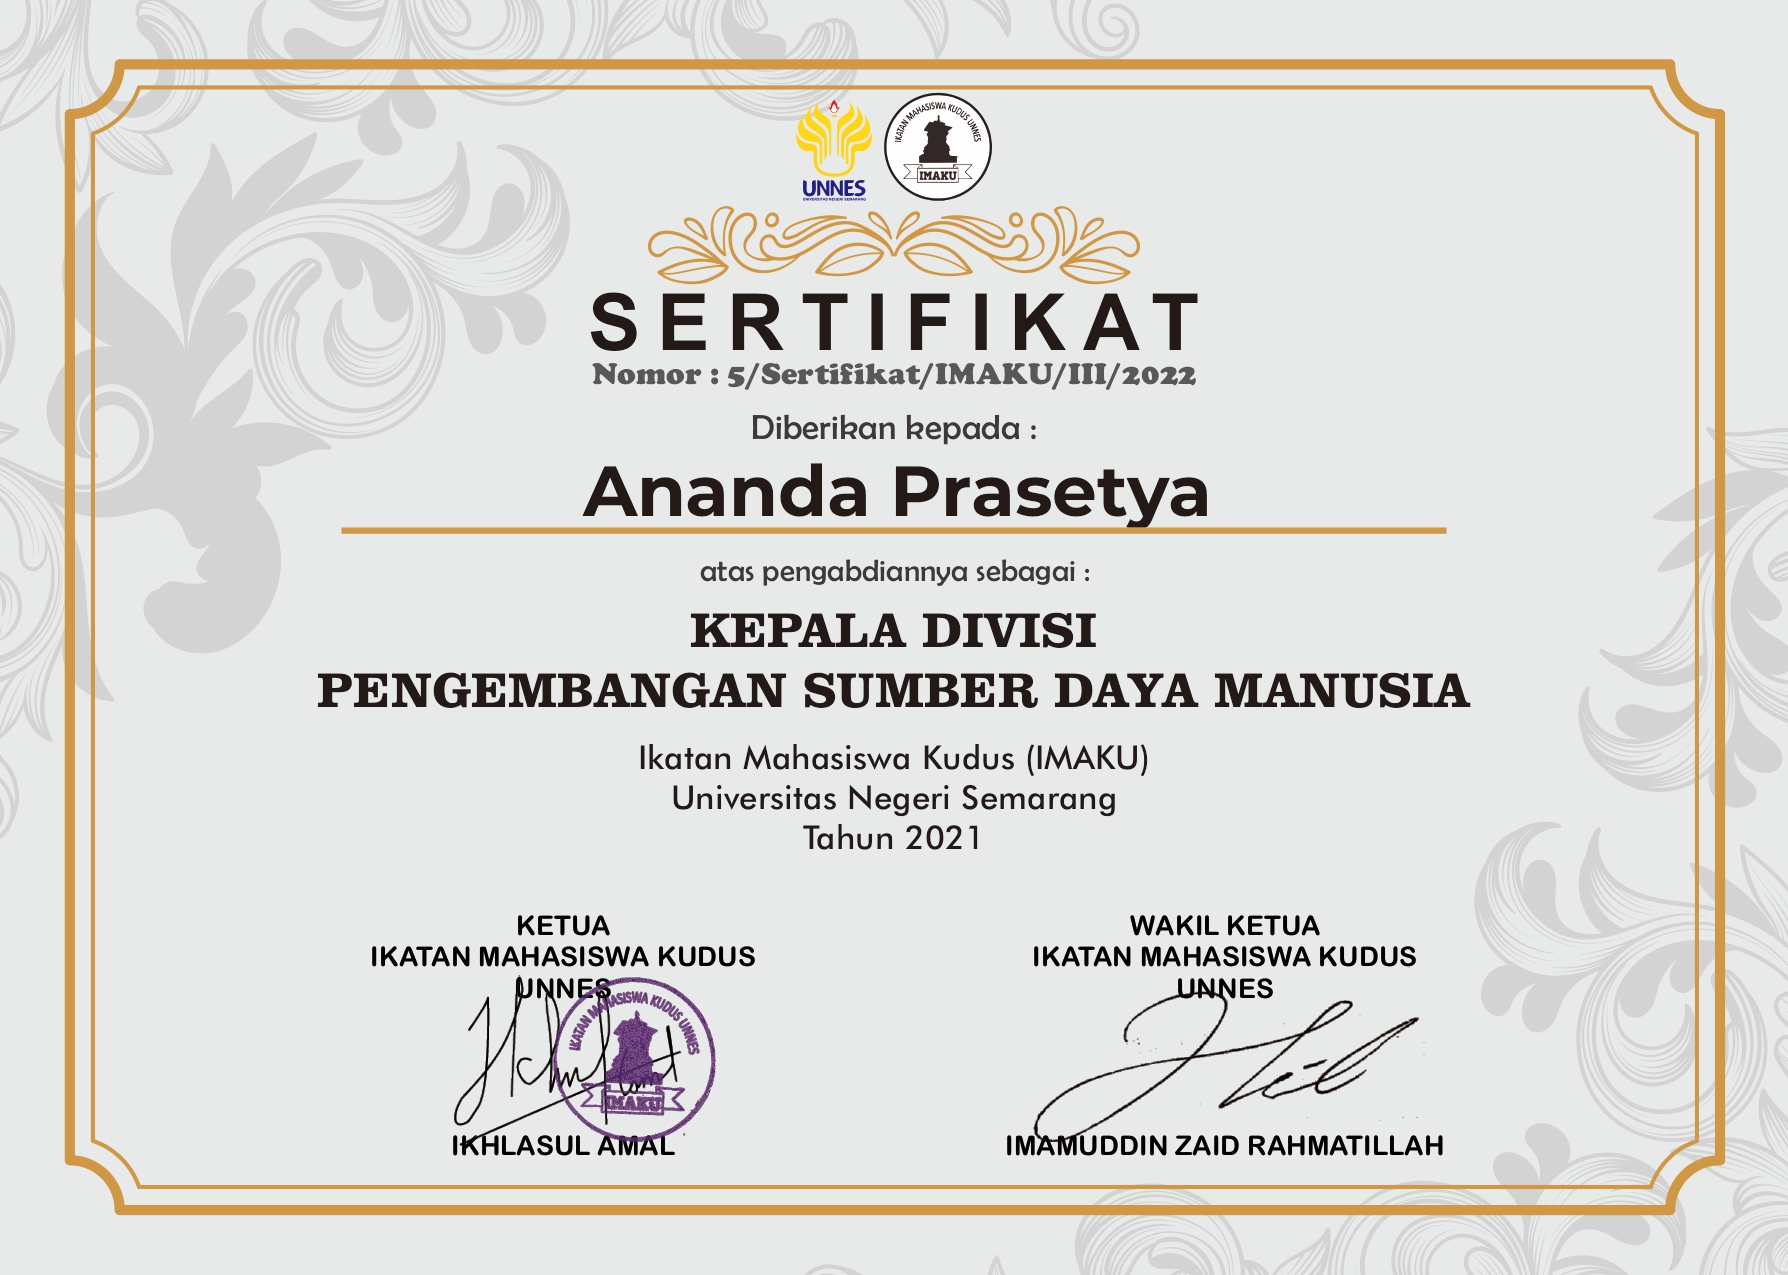 UNNES
UNIVERSITAS NEGERI SEMARANG
IKATAN MAHASISWA KUDUS UNNES
IMAKU
SERTIFIKAT
Nomor : 5/Sertifikat/IMAKU/III/2022
Diberikan kepada :
Ananda Prasetya
atas pengabdiannya sebagai :
KEPALA DIVISI
PENGEMBANGAN SUMBER DAYA MANUSIA
Ikatan Mahasiswa Kudus (IMAKU)
Universitas Negeri Semarang
Tahun 2021
KETUA
IKATAN MAHASISWA KUDUS
UNNES
IKATAN MAHASISWA KUDUS UNNES
IMAKU
IKHLASUL AMAL
WAKIL KETUA
IKATAN MAHASISWA KUDUS
UNNES
IMAMUDDIN ZAID RAHMATILLAH